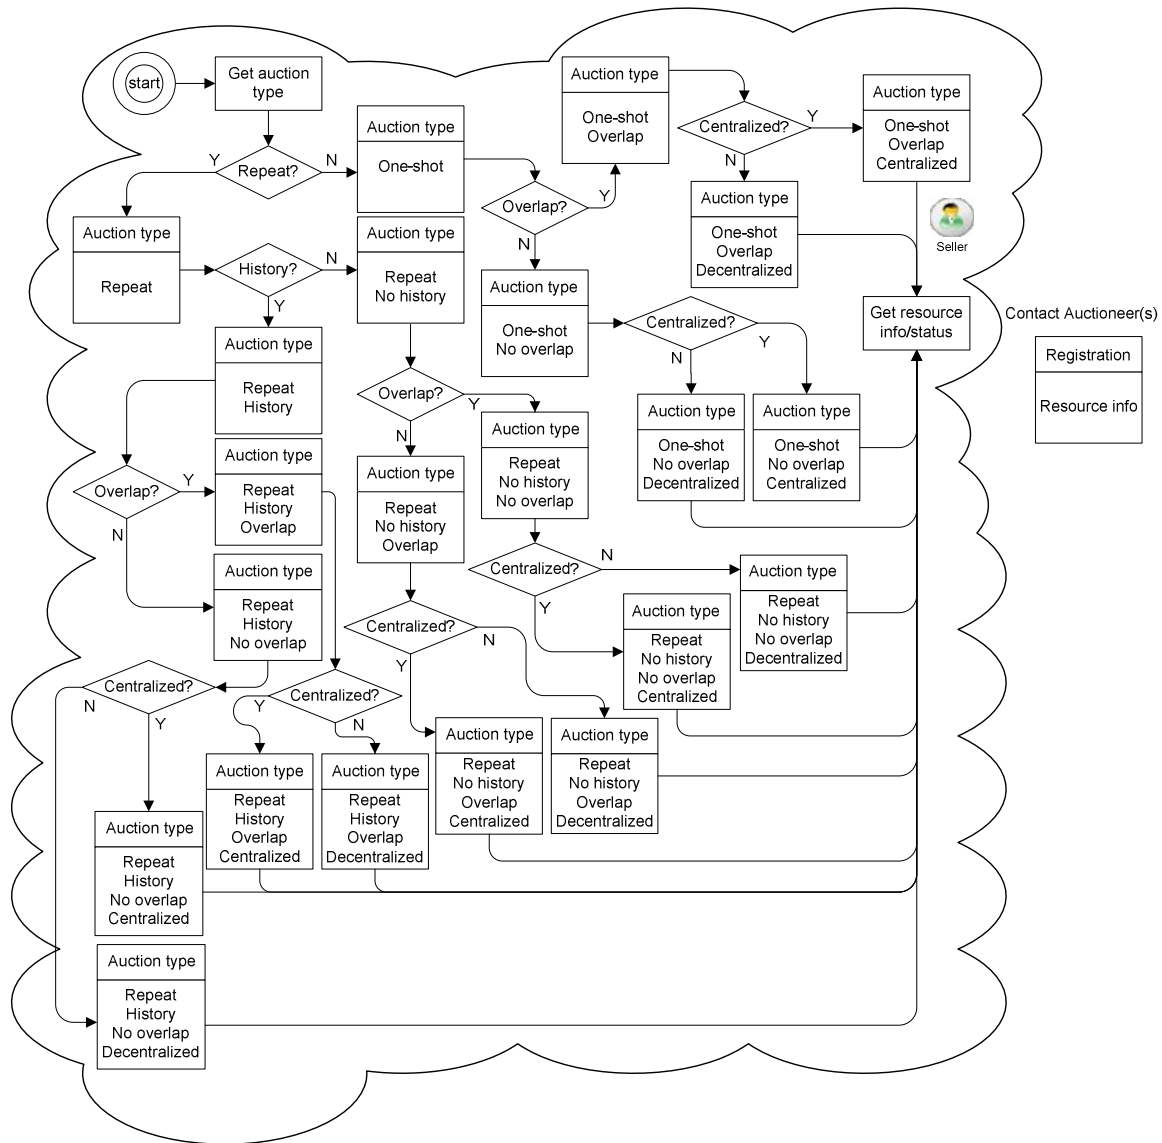 start
Get auction
type
Repeat?
Y
N
Auction type
One-shot
Overlap?
Y
N
Auction type
One-shot
Overlap
Centralized?
Y
N
Auction type
One-shot
Overlap
Centralized
Auction type
One-shot
Overlap
Decentralized
Seller
Auction type
Repeat
History?
N
Y
Auction type
Repeat
No history
Auction type
One-shot
No overlap
Centralized?
N
Y
Get resource
info/status
Contact Auctioneer(s)
Registration
Resource info
Auction type
Repeat
History
Overlap?
Y
N
Auction type
One-shot
No overlap
Decentralized
Auction type
One-shot
No overlap
Centralized
Auction type
Repeat
No history
No overlap
Overlap?
Y
N
Auction type
Repeat
History
Overlap
Auction type
Repeat
No history
Overlap
Centralized?
N
Y
Auction type
Repeat
No history
No overlap
Decentralized
Auction type
Repeat
History
No overlap
Centralized?
N
Y
Auction type
Repeat
No history
No overlap
Centralized
Centralized?
N
Y
Centralized?
Y
N
Auction type
Repeat
No history
Overlap
Centralized
Auction type
Repeat
No history
Overlap
Decentralized
Auction type
Repeat
History
Overlap
Centralized
Auction type
Repeat
History
Overlap
Decentralized
Auction type
Repeat
History
No overlap
Centralized
Auction type
Repeat
History
No overlap
Decentralized